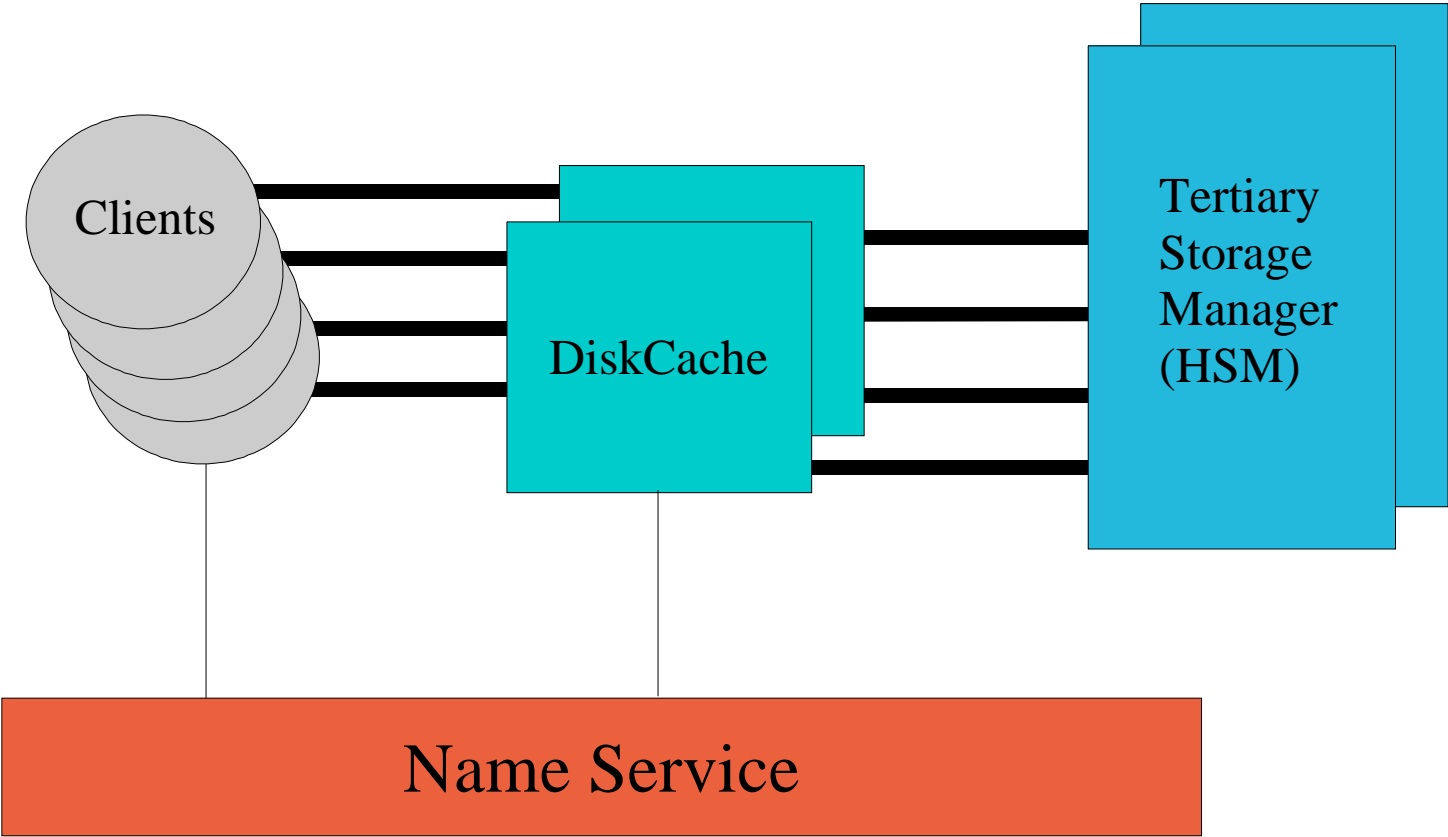 Clients
DiskCache
Tertiary
Storage
Manager
(HSM)
Name Service